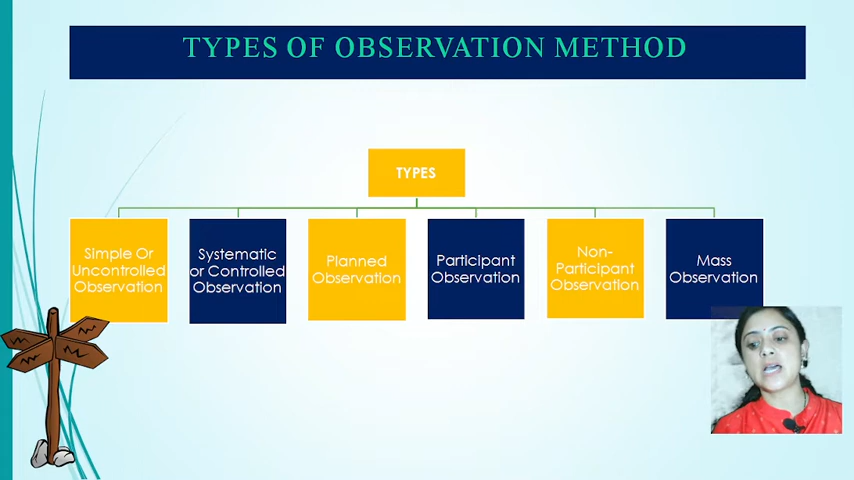 TYPES OF OBSERVATION METHOD
TYPES
Simple Or
Uncontrolled
Observation
Systematic
or Controlled
Observation
Planned
Observation
Participant
Observation
Non-
Participant
Observation
Mass
Observation